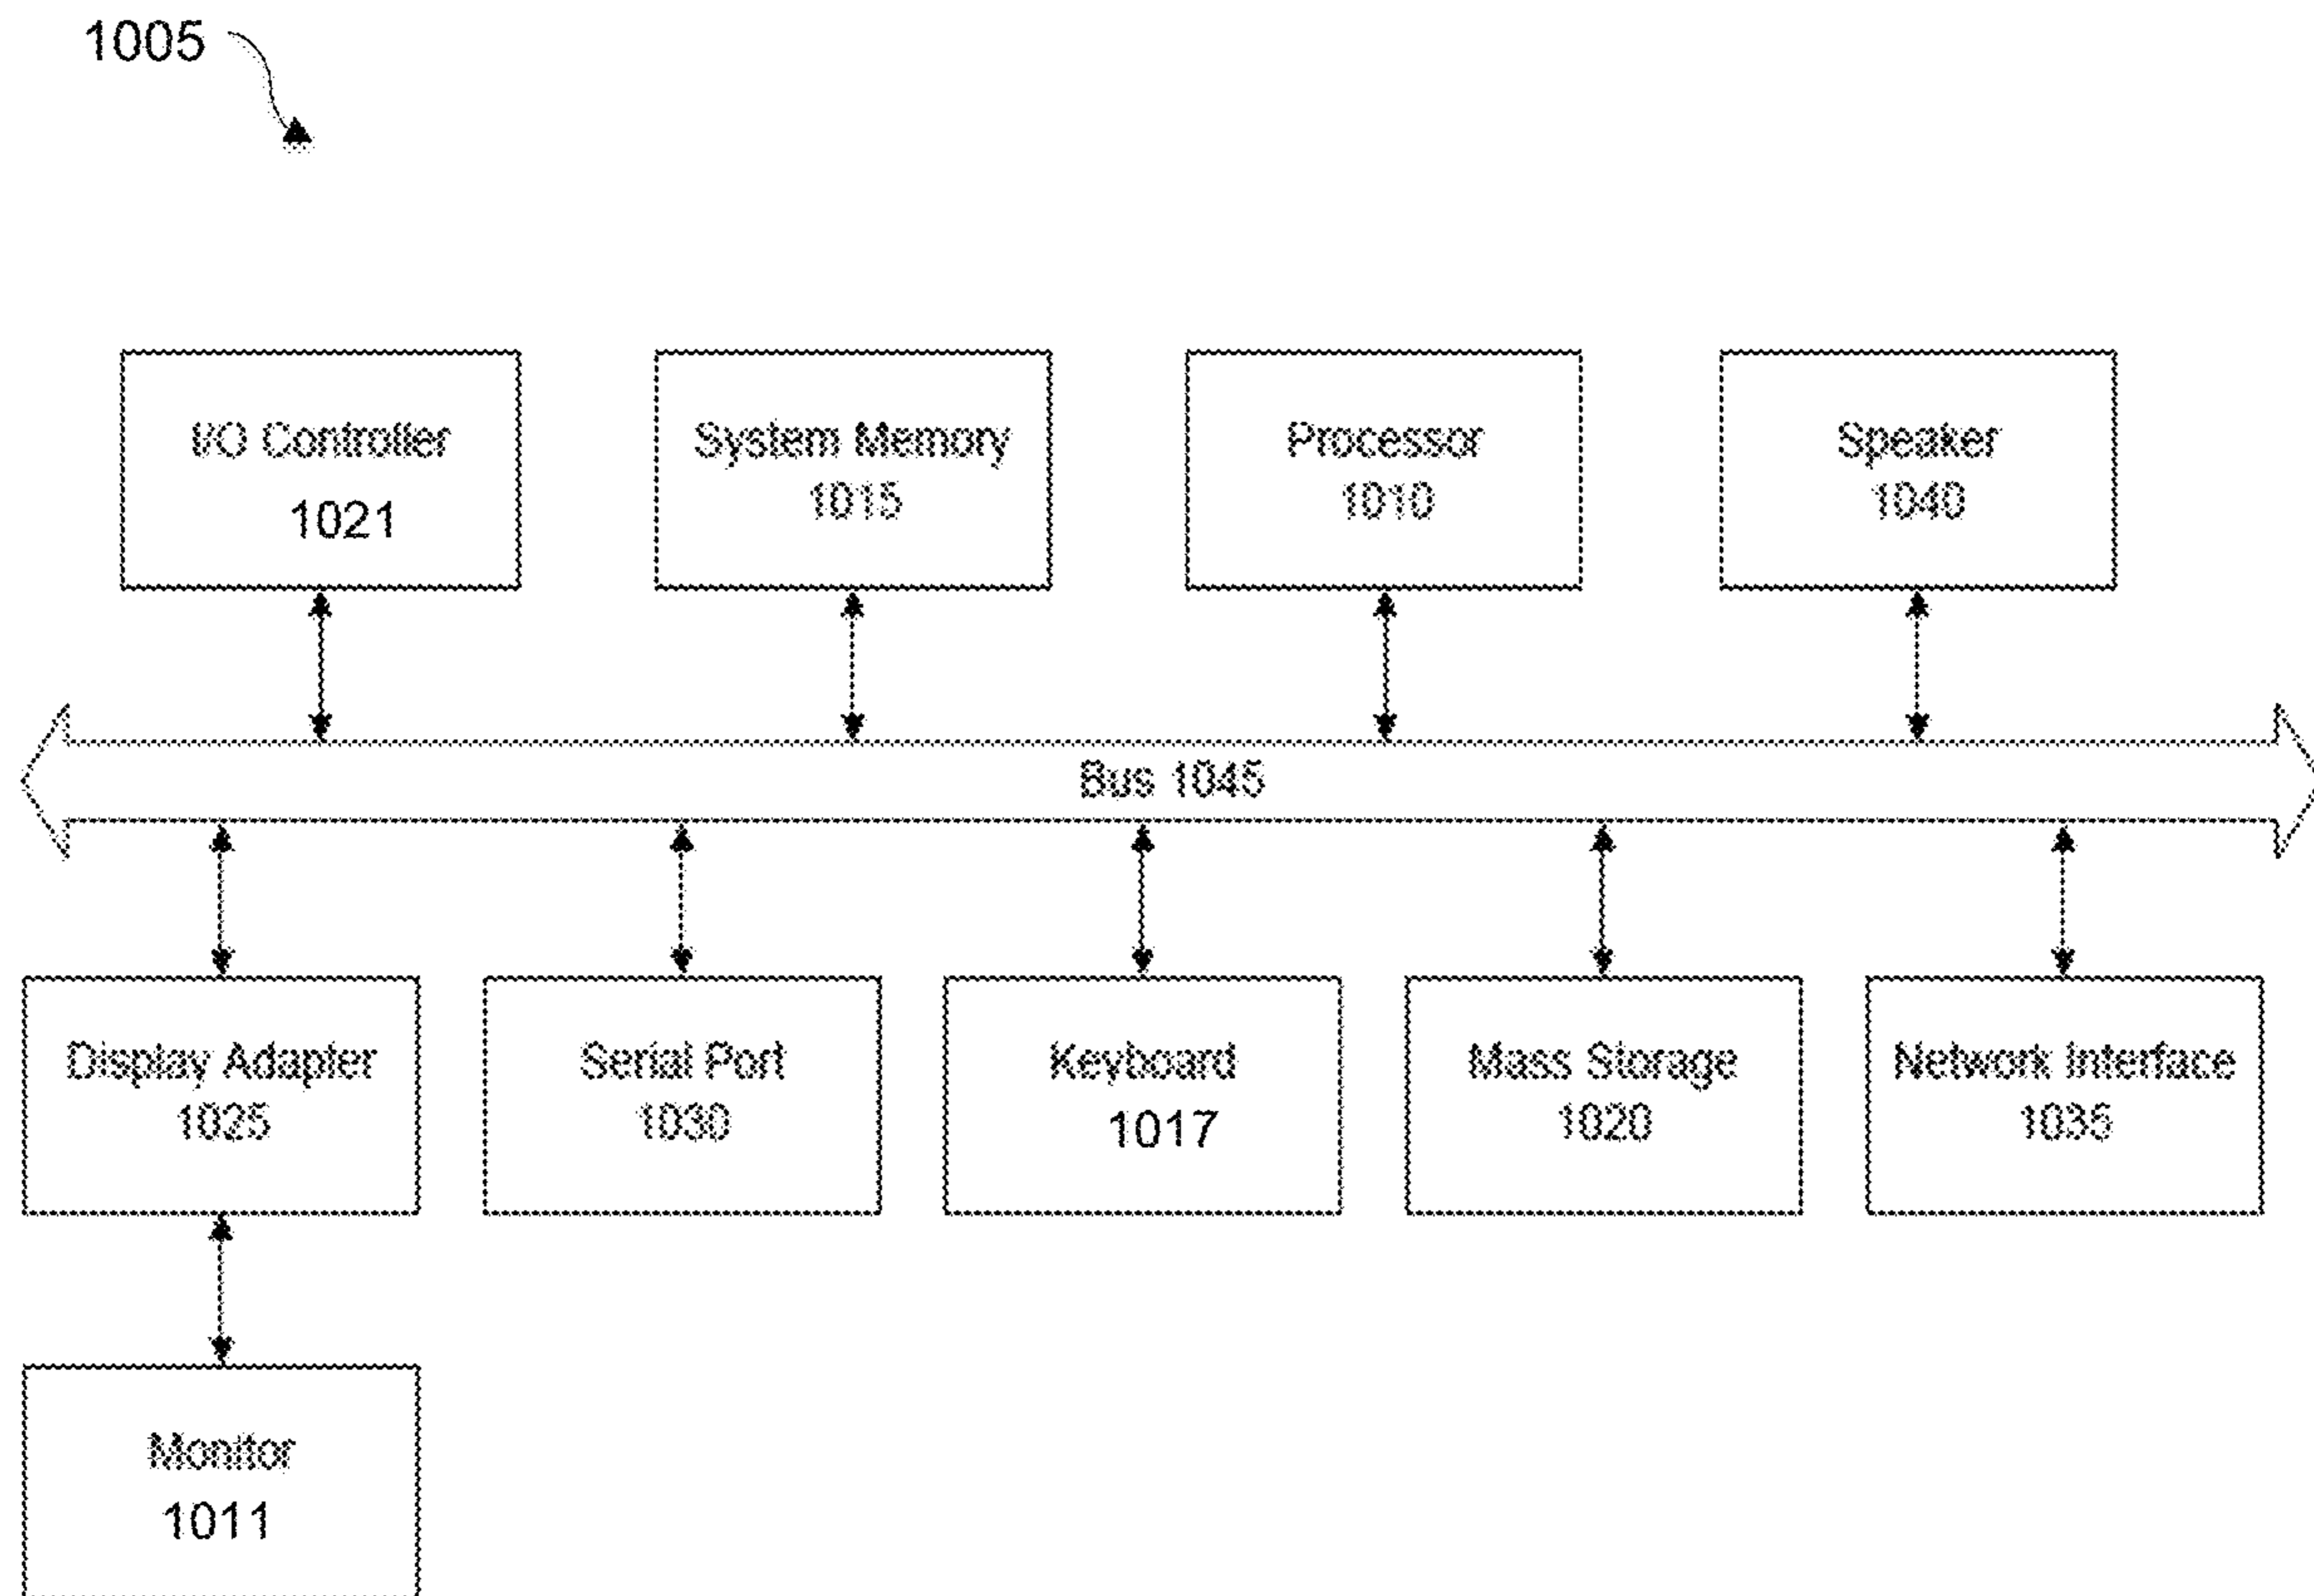 1005
I/O Controller
1021
System Memory
1015
Processor
1010
Speaker
1040
Bus 1045
Display Adapter
1025
Serial Port
1030
Keyboard
1017
Mass Storage
1020
Network Interface
1035
Monitor
1011